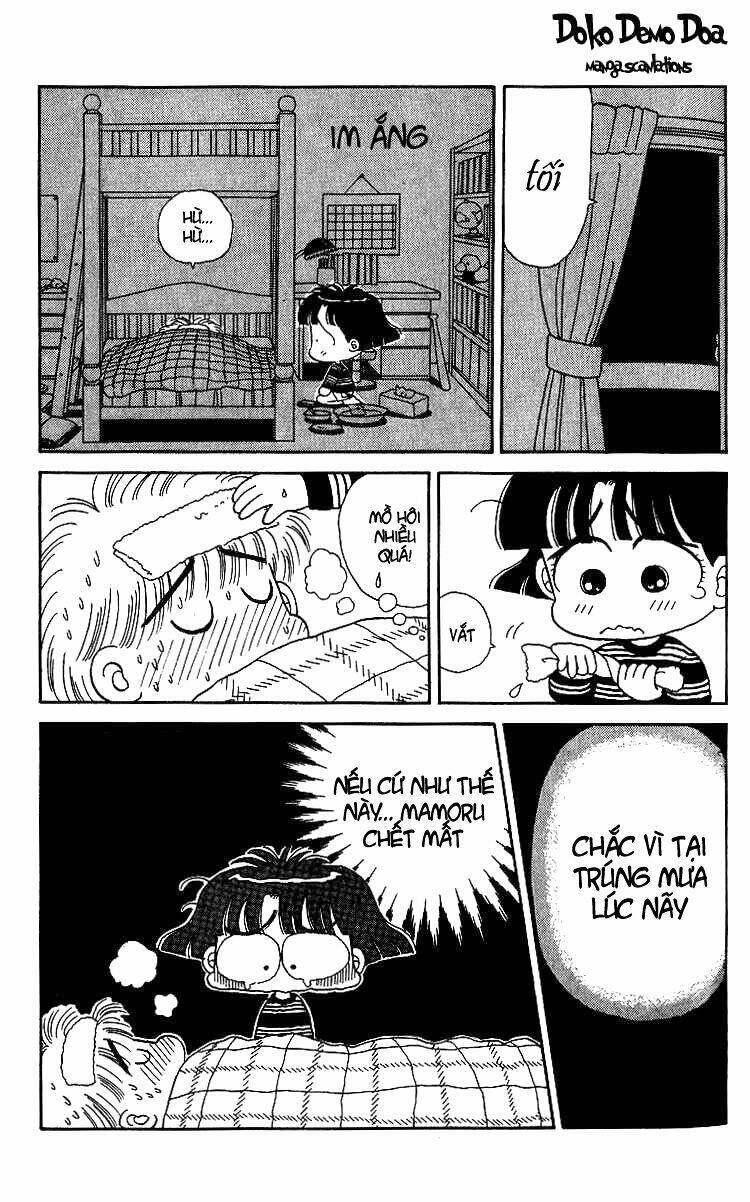 Doko Demo Doa
Manga scanlations
tối
IM ẮNG
HỪ...
HỪ...
VẮT
MỒ HÔI
NHIỀU
QUÁ!
CHẮC VÌ TẠI
TRÚNG MƯA
LÚC NÃY
NẾU CỨ NHƯ THẾ
NÀY... MAMORU
CHẾT MẤT